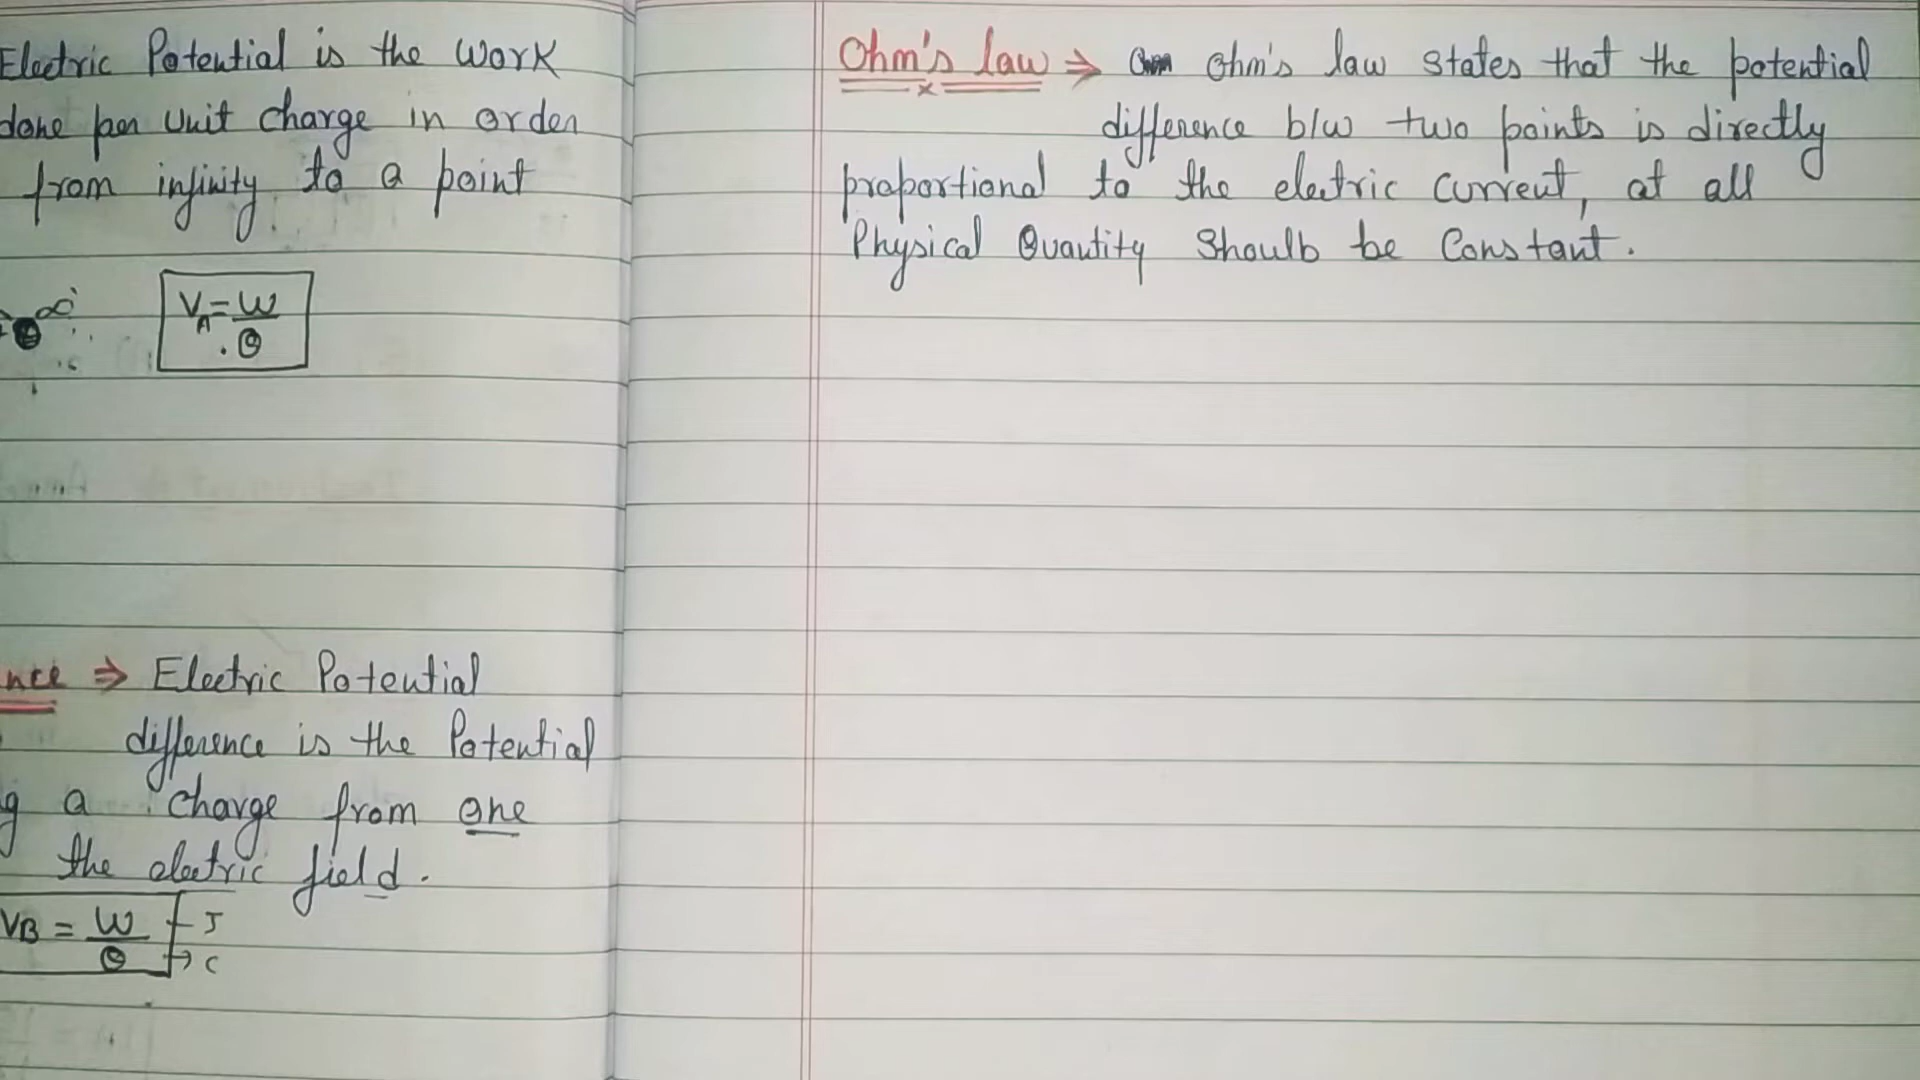 Electric Potential is the work
done per unit charge in order
from infinity to a point
∞
V_A = W
Q
nce ⇒ Electric Potential
difference is the Potential
g a charge from one
the electric field.
VB = W → J
Q → C
Ohm's law ⇒ Ohm's law states that the potential
difference b/w two points is directly
proportional to the electric current, at all
Physical Quantity Shoulb be Constant.